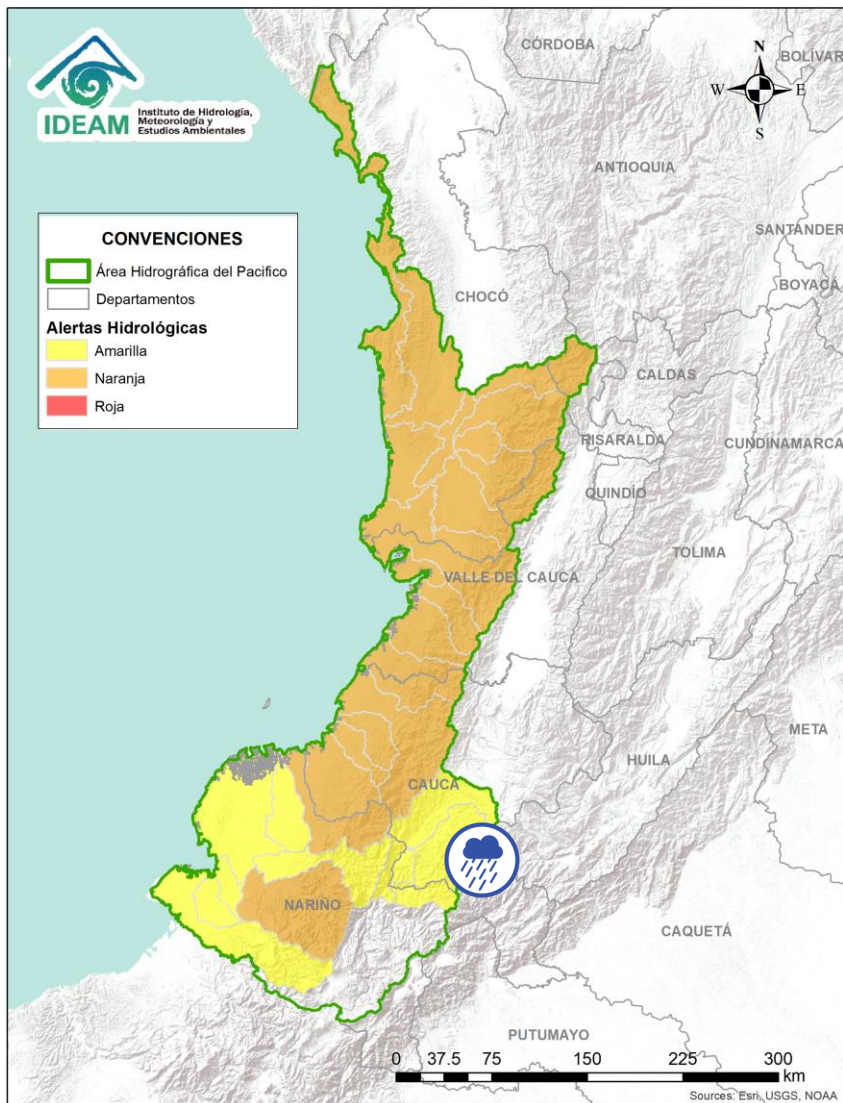 IDEAM
Instituto de Hidrología,
Meteorología y
Estudios Ambientales
CÓRDOBA
BOLÍVAR
N
W
E
S
ANTIOQUIA
SANTANDER
BOYACÁ
CONVENCIONES
Área Hidrográfica del Pacifico
Departamentos
Alertas Hidrológicas
Amarilla
Naranja
Roja
CHOCÓ
CALDAS
RISARALDA
CUNDINAMARCA
QUINDÍO
TOLIMA
VALLE DEL CAUCA
META
HUILA
CAUCA
NARIÑO
CAQUETÁ
PUTUMAYO
0 37.5 75 150 225 300
km
Sources: Esri, USGS, NOAA